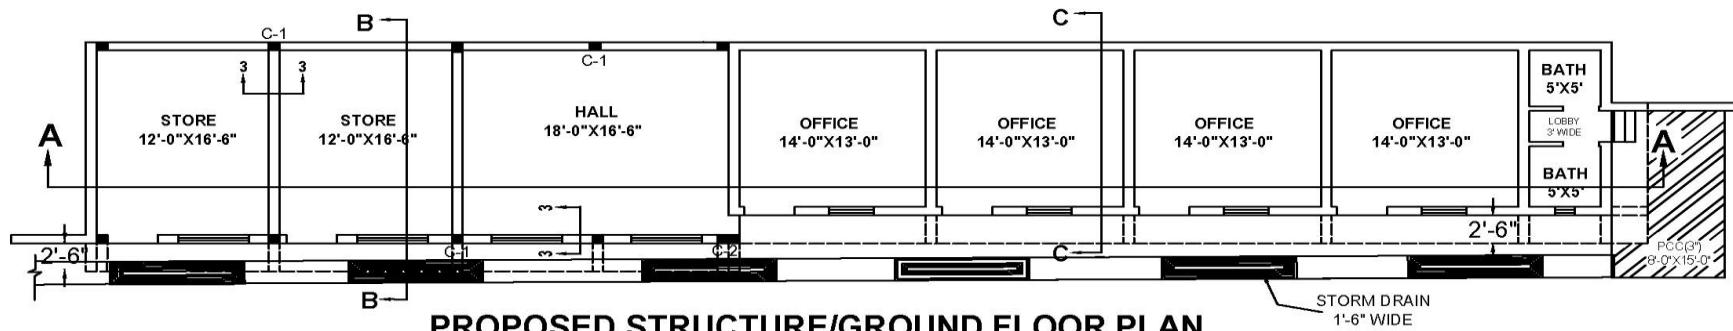 B
C
C-1
C-1
3
3
STORE
12'-0"X16'-6"
STORE
12'-0"X16'-6"
HALL
18'-0"X16'-6"
OFFICE
14'-0"X13'-0"
OFFICE
14'-0"X13'-0"
OFFICE
14'-0"X13'-0"
OFFICE
14'-0"X13'-0"
BATH
5'X5'
LOBBY
3' WIDE
BATH
5'X5'
A
A
3
3
2'-6"
2'-6"
C-1
C-2
C
B
PCC(3")
8'-0"X15'-0"
STORM DRAIN
1'-6" WIDE
PROPOSED STRUCTURE/GROUND FLOOR PLAN